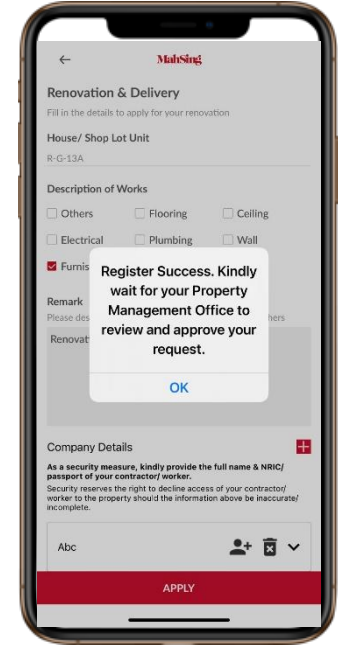 MahSing
Renovation & Delivery
Fill in the details to apply for your renovation
House/ Shop Lot Unit
R-G-13A
Description of Works
Others Flooring Ceiling
Electrical Plumbing Wall
Furnis
Register Success. Kindly
wait for your Property
Management Office to
review and approve your
request.
OK
Remark
Please des hers
Renovat
Company Details
As a security measure, kindly provide the full name & NRIC/
passport of your contractor/ worker.
Security reserves the right to decline access of your contractor/
worker to the property should the information above be inaccurate/
incomplete.
Abc
APPLY